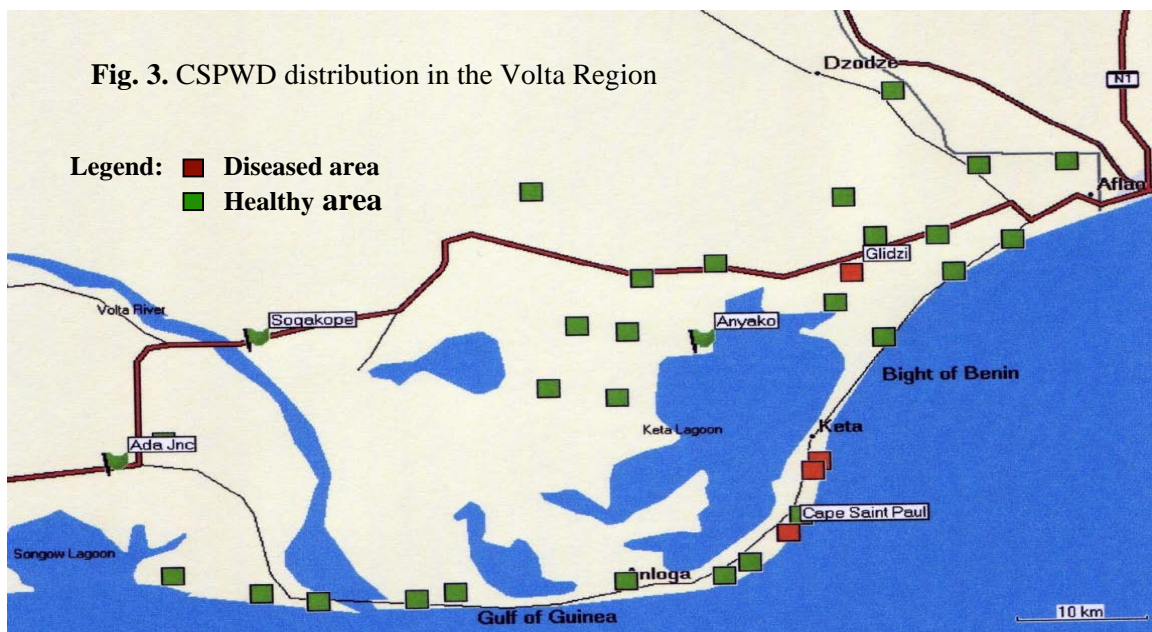 Fig. 3. CSPWD distribution in the Volta Region
Dzodze
N1
Legend: Diseased area
Healthy area
Aflao
Glidzi
Volta River
Sogakope
Anyako
Bight of Benin
Keta Lagoon
Keta
Ada Jnc
Cape Saint Paul
Songow Lagoon
Anloga
Gulf of Guinea
10 km